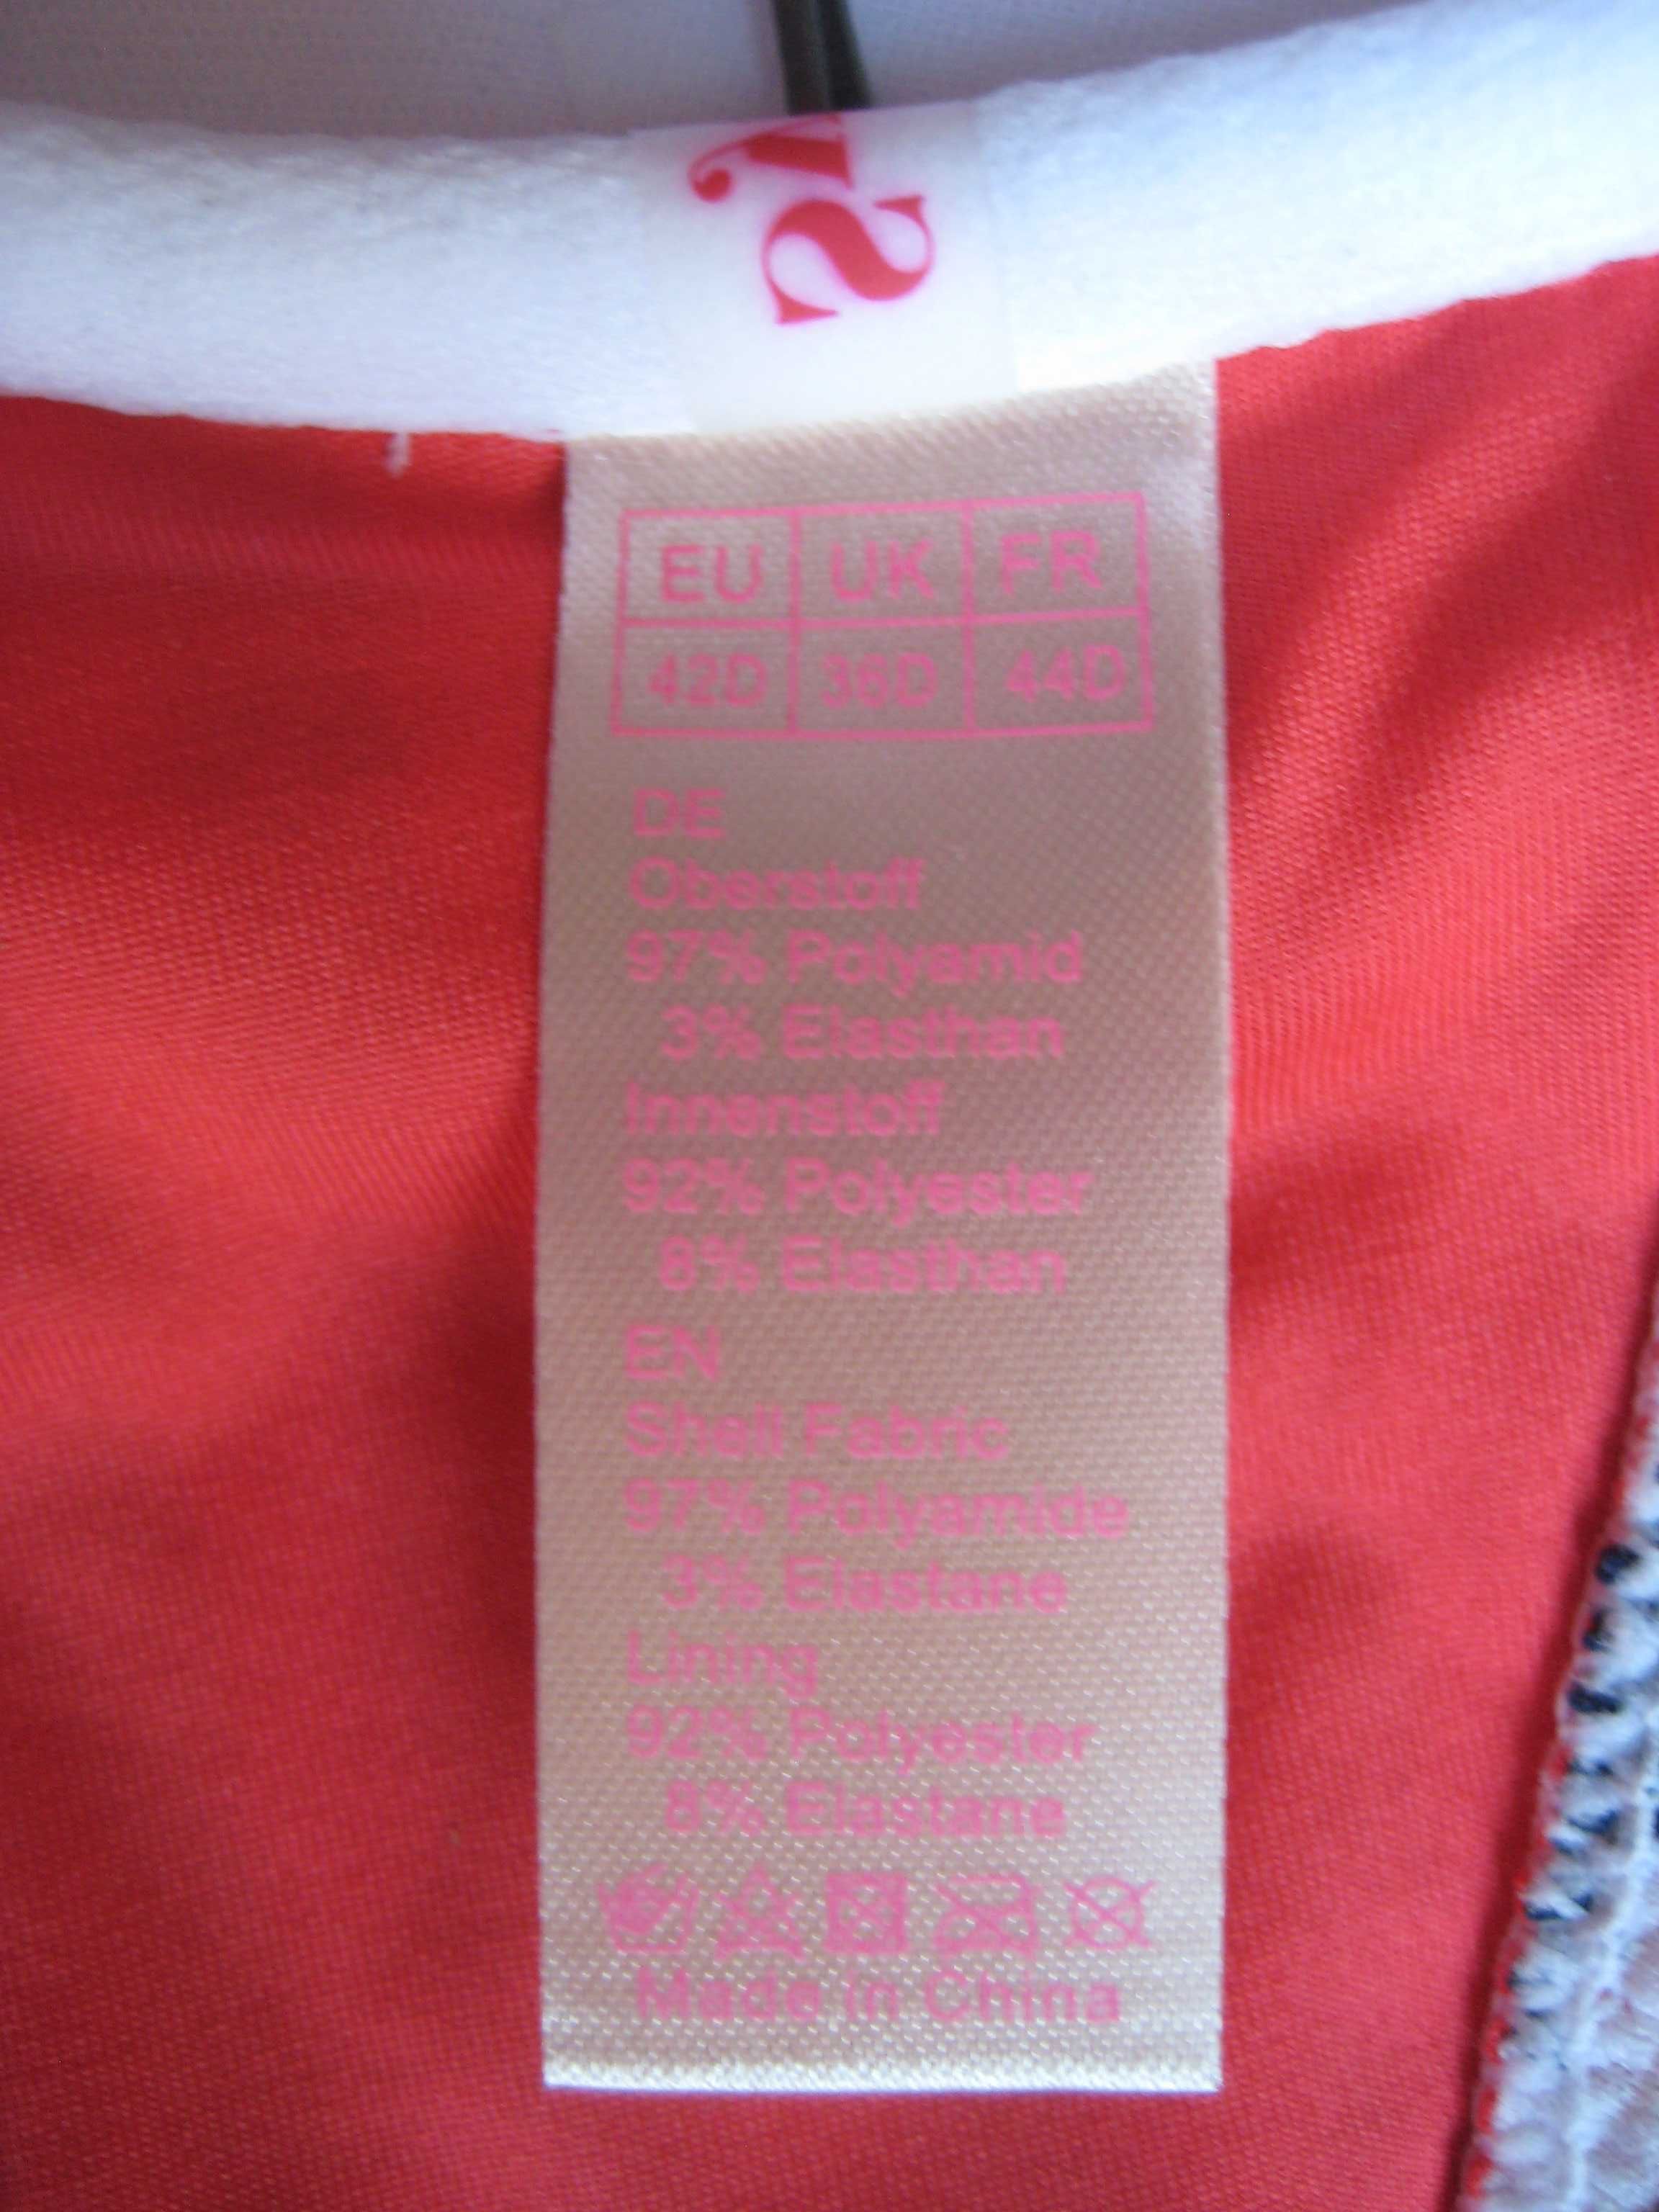 EU UK FR
42D 36D 44D
DE
Oberstoff
97% Polyamid
3% Elasthan
Innenstoff
92% Polyester
8% Elasthan
EN
Shell Fabric
97% Polyamide
3% Elastane
Lining
92% Polyester
8% Elastane
Made in China